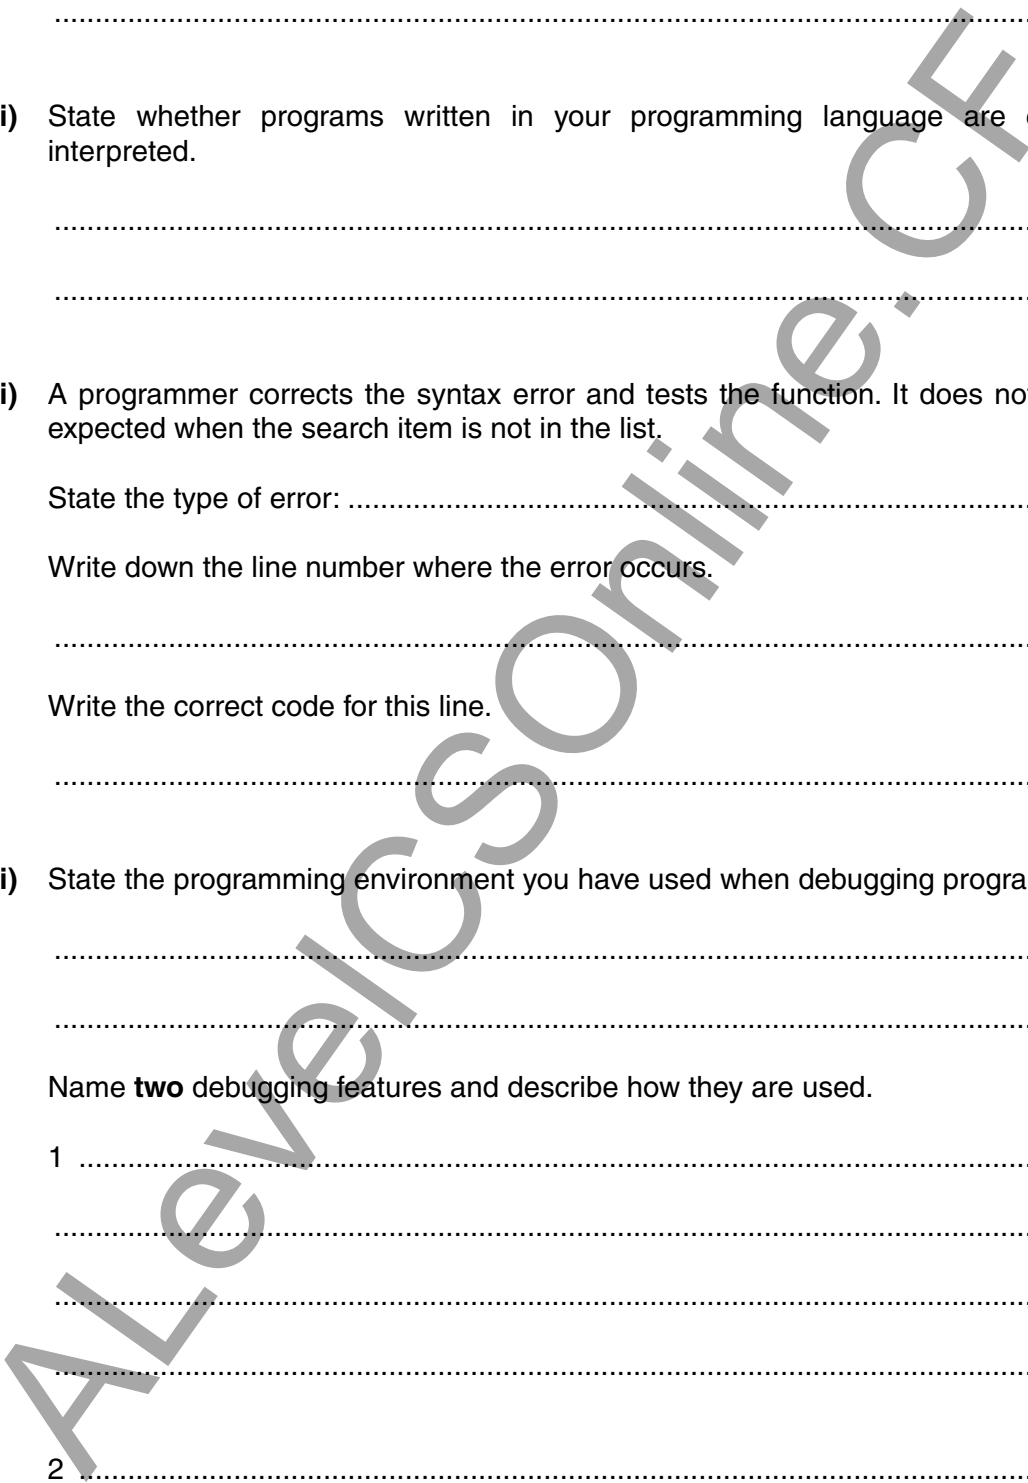 i) State whether programs written in your programming language are
interpreted.
i) A programmer corrects the syntax error and tests the function. It does not
expected when the search item is not in the list.
State the type of error: ................................................................
Write down the line number where the error occurs.
Write the correct code for this line.
i) State the programming environment you have used when debugging progra
Name two debugging features and describe how they are used.
1 ................................................................
2 ................................................................
ALevelCSOnline.CF